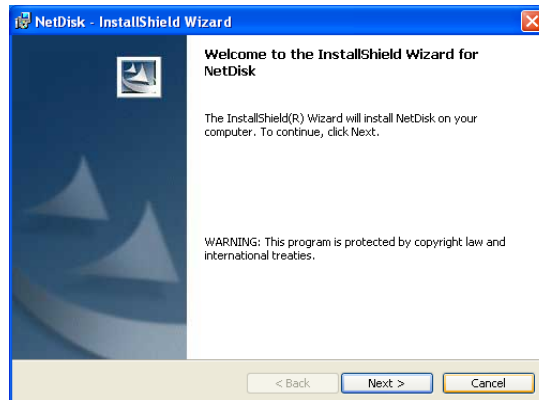 NetDisk - InstallShield Wizard
Welcome to the InstallShield Wizard for
NetDisk
The InstallShield(R) Wizard will install NetDisk on your
computer. To continue, click Next.
WARNING: This program is protected by copyright law and
international treaties.
< Back Next > Cancel